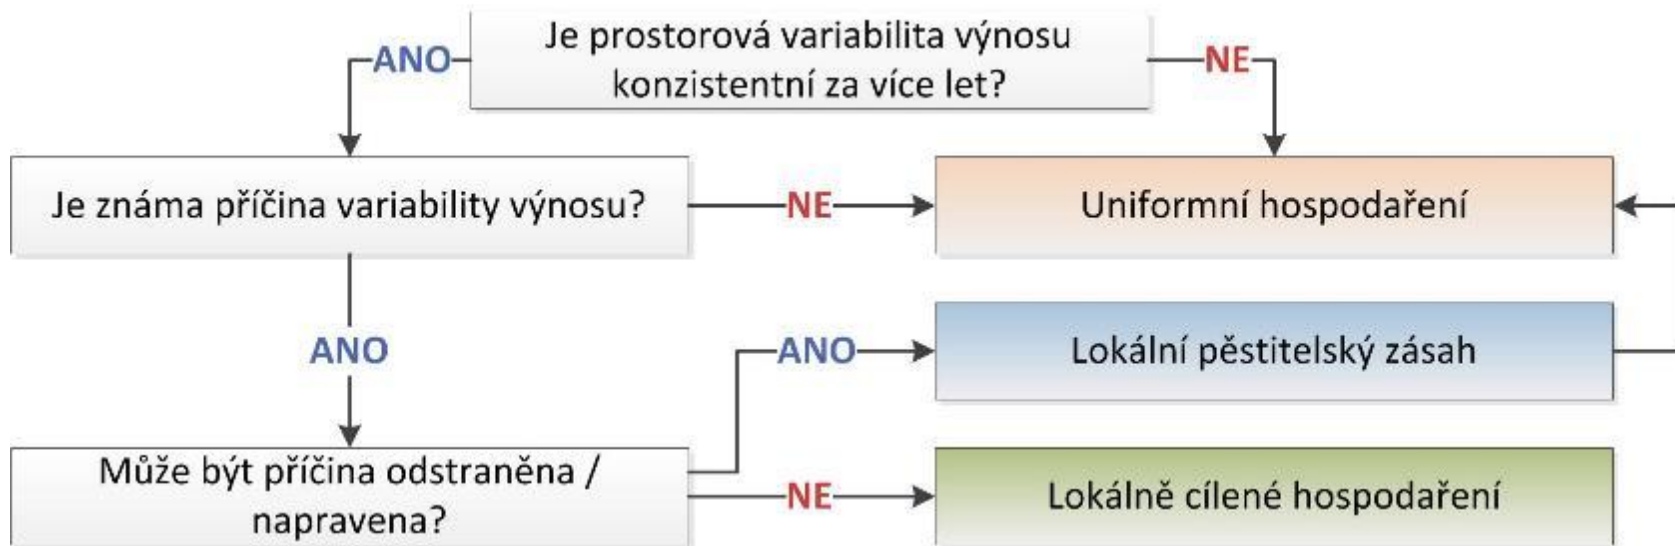 Je prostorová variabilita výnosu
konzistentní za více let?
ANO
NE
Je známa příčina variability výnosu?
NE
Uniformní hospodaření
ANO
ANO
Lokální pěstitelský zásah
Může být příčina odstraněna /
napravena?
NE
Lokálně cílené hospodaření